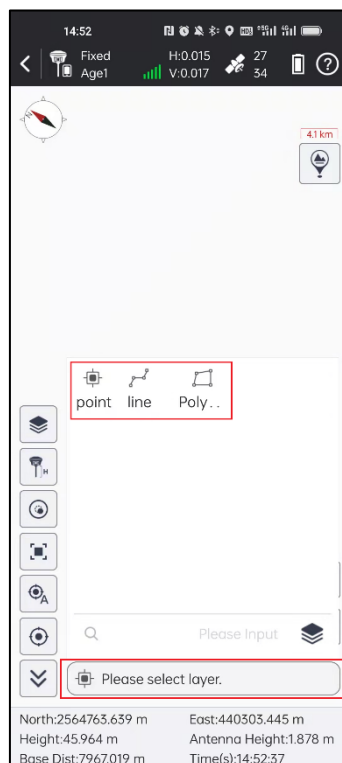 14:52
Fixed H:0.015 27
Age1 V:0.017 34
4.1 km
point line Poly..
H
A
Please Input
Please select layer.
North:2564763.639 m East:440303.445 m
Height:45.964 m Antenna Height:1.878 m
Base Dist:7967.019 m Time(s):14:52:37